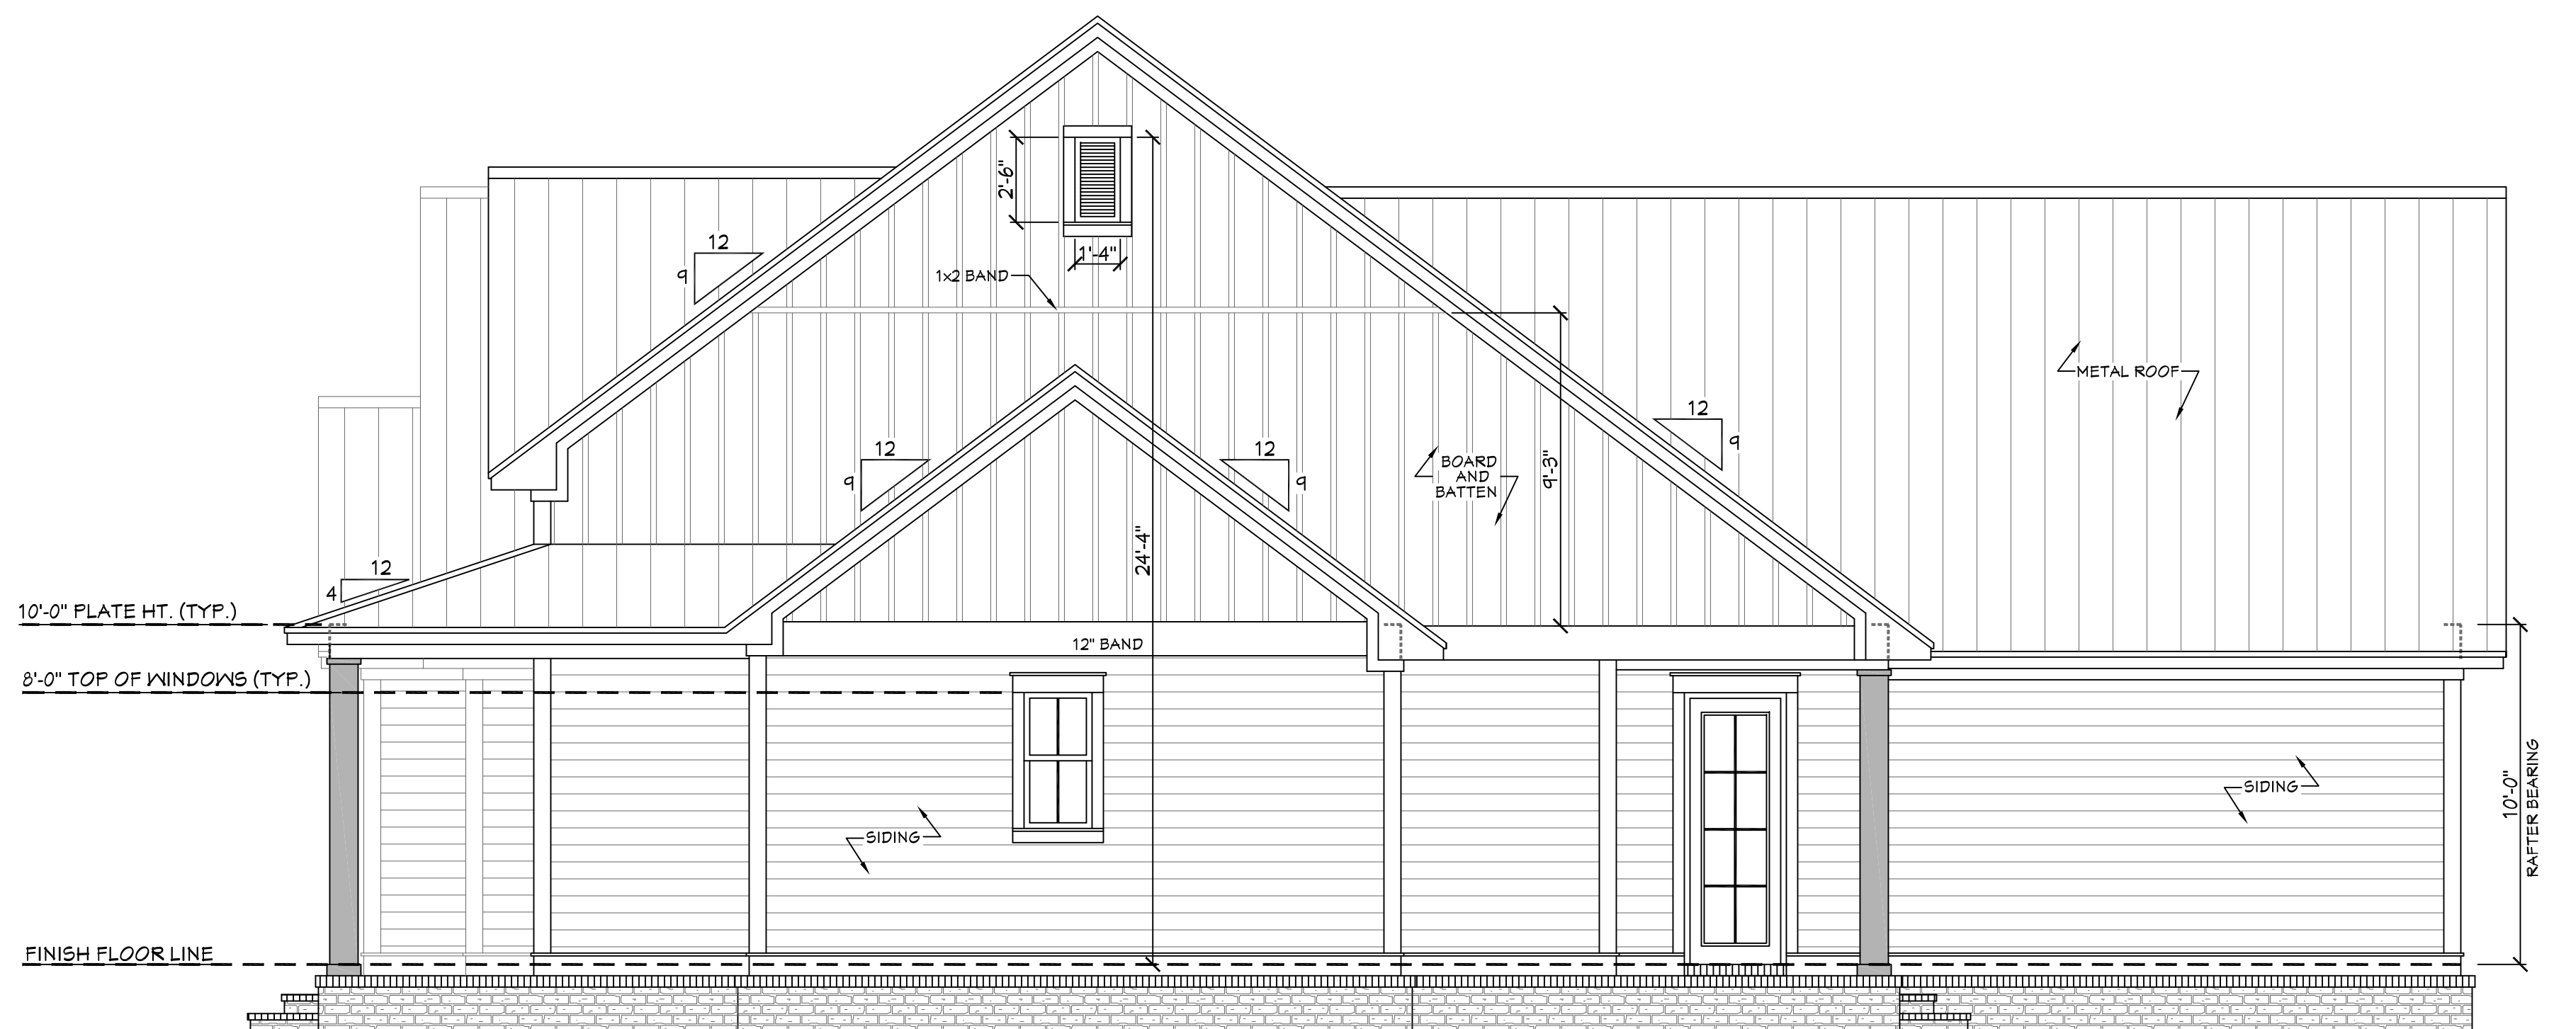 2'-6"
12
9
1'-4"
1x2 BAND
METAL ROOF
12
9
12
9
12
9
BOARD
AND
BATTEN
9'-3"
24'-4"
12
4
10'-0" PLATE HT. (TYP.)
12" BAND
8'-0" TOP OF WINDOWS (TYP.)
SIDING
SIDING
10'-0"
RAFTER BEARING
FINISH FLOOR LINE